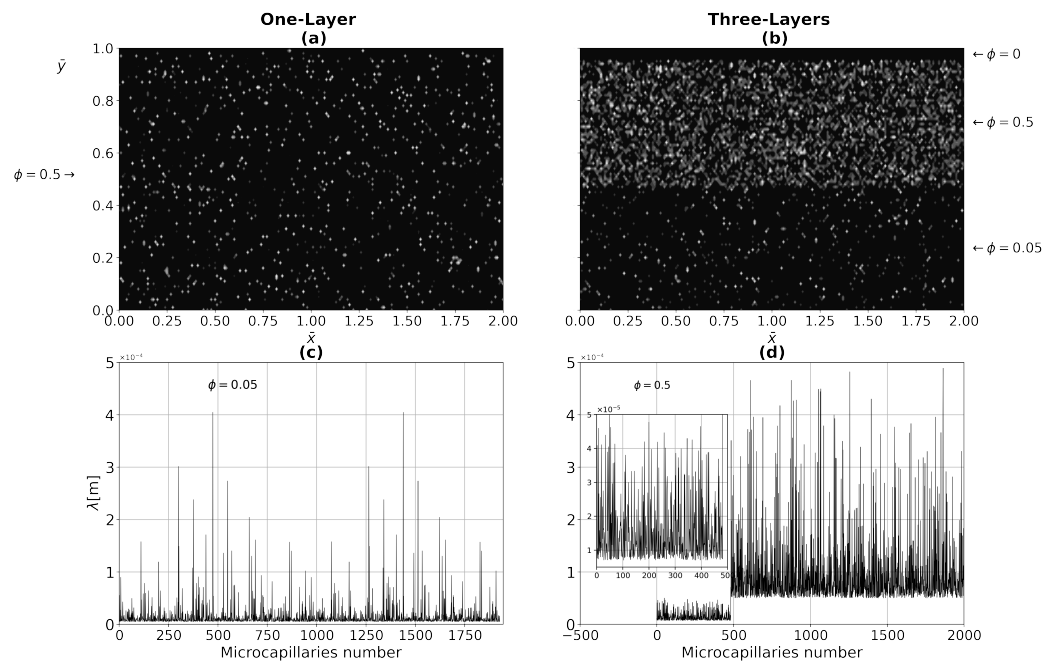 One-Layer
(a)
Three-Layers
(b)
ȳ
1.0
0.8
0.6
0.4
0.2
0.0
ϕ = 0.5 →
0.00 0.25 0.50 0.75 1.00 1.25 1.50 1.75 2.00
x̄
← ϕ = 0
← ϕ = 0.5
← ϕ = 0.05
0.00 0.25 0.50 0.75 1.00 1.25 1.50 1.75 2.00
x̄
(c)
×10⁻⁴
ϕ = 0.05
5
4
3
2
1
0
λ[m]
0 250 500 750 1000 1250 1500 1750
Microcapillaries number
(d)
×10⁻⁴
ϕ = 0.5
5
4
3
2
1
0
×10⁻⁵
5
4
3
2
1
0 100 200 300 400 500
−500 0 500 1000 1500 2000
Microcapillaries number